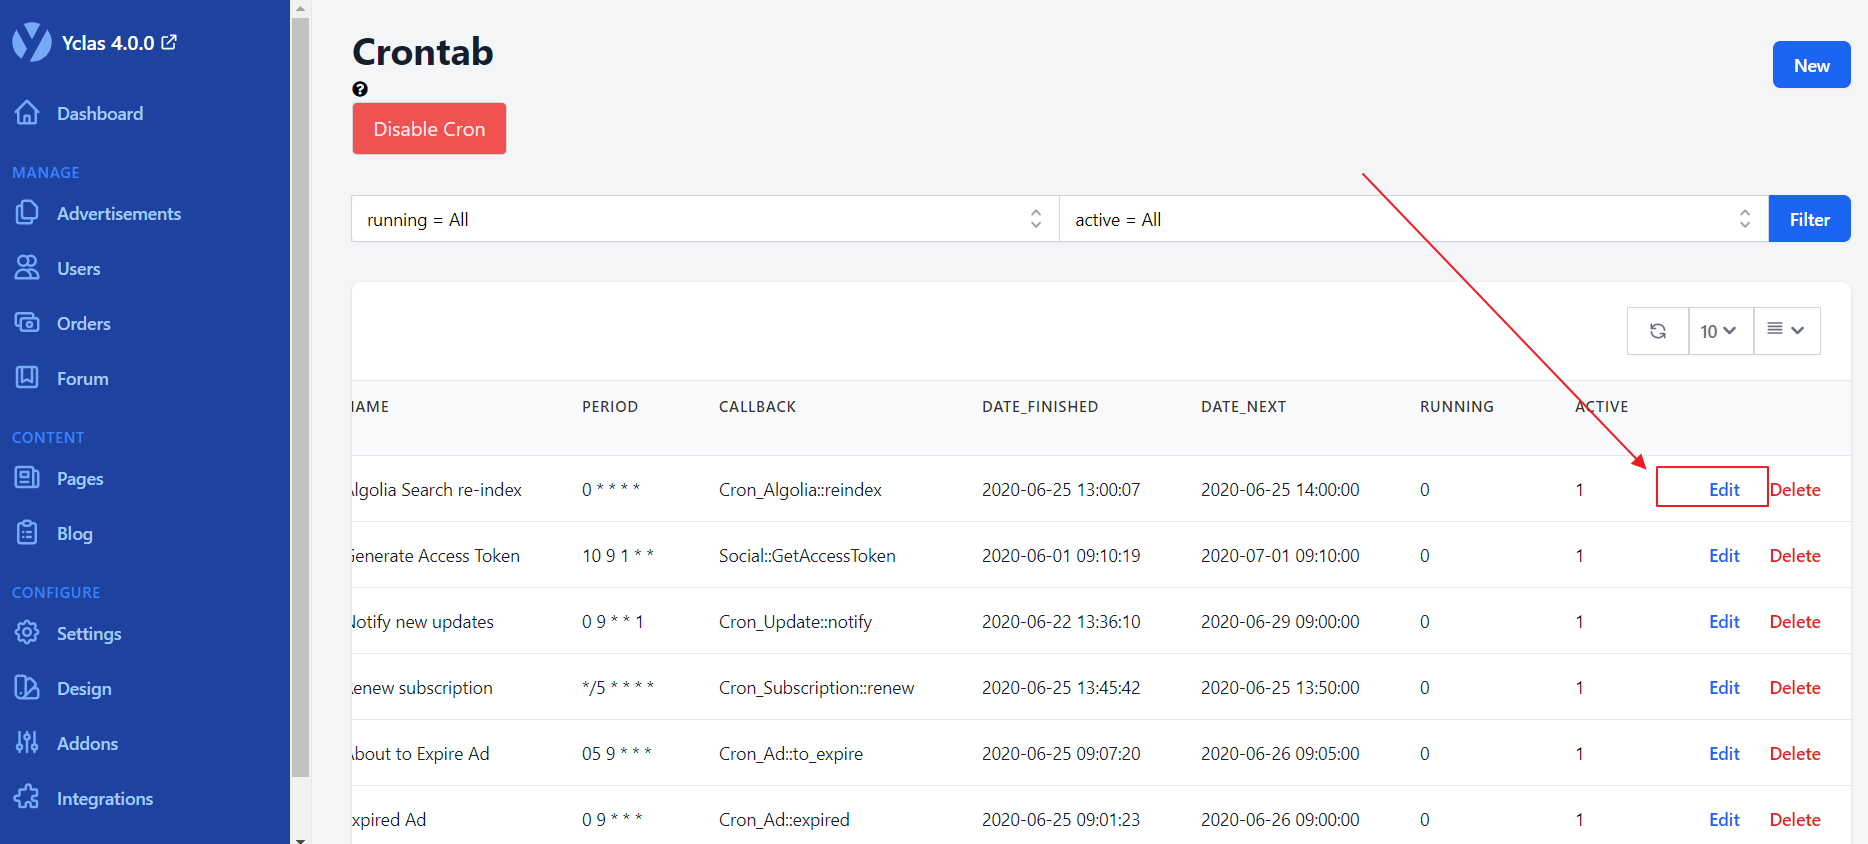 Yclas 4.0.0
Dashboard
MANAGE
Advertisements
Users
Orders
Forum
CONTENT
Pages
Blog
CONFIGURE
Settings
Design
Addons
Integrations
Crontab
New
Disable Cron
running = All
active = All
Filter
10
PERIOD CALLBACK DATE_FINISHED DATE_NEXT RUNNING ACTIVE
Search re-index 0 * * * * Cron_Algolia::reindex 2020-06-25 13:00:07 2020-06-25 14:00:00 0 1 Edit Delete
Access Token 10 9 1 * * Social::GetAccessToken 2020-06-01 09:10:19 2020-07-01 09:10:00 0 1 Edit Delete
new updates 0 9 * * 1 Cron_Update::notify 2020-06-22 13:36:10 2020-06-29 09:00:00 0 1 Edit Delete
subscription */5 * * * * Cron_Subscription::renew 2020-06-25 13:45:42 2020-06-25 13:50:00 0 1 Edit Delete
to Expire Ad 05 9 * * * Cron_Ad::to_expire 2020-06-25 09:07:20 2020-06-26 09:05:00 0 1 Edit Delete
Ad 0 9 * * * Cron_Ad::expired 2020-06-25 09:01:23 2020-06-26 09:00:00 0 1 Edit Delete